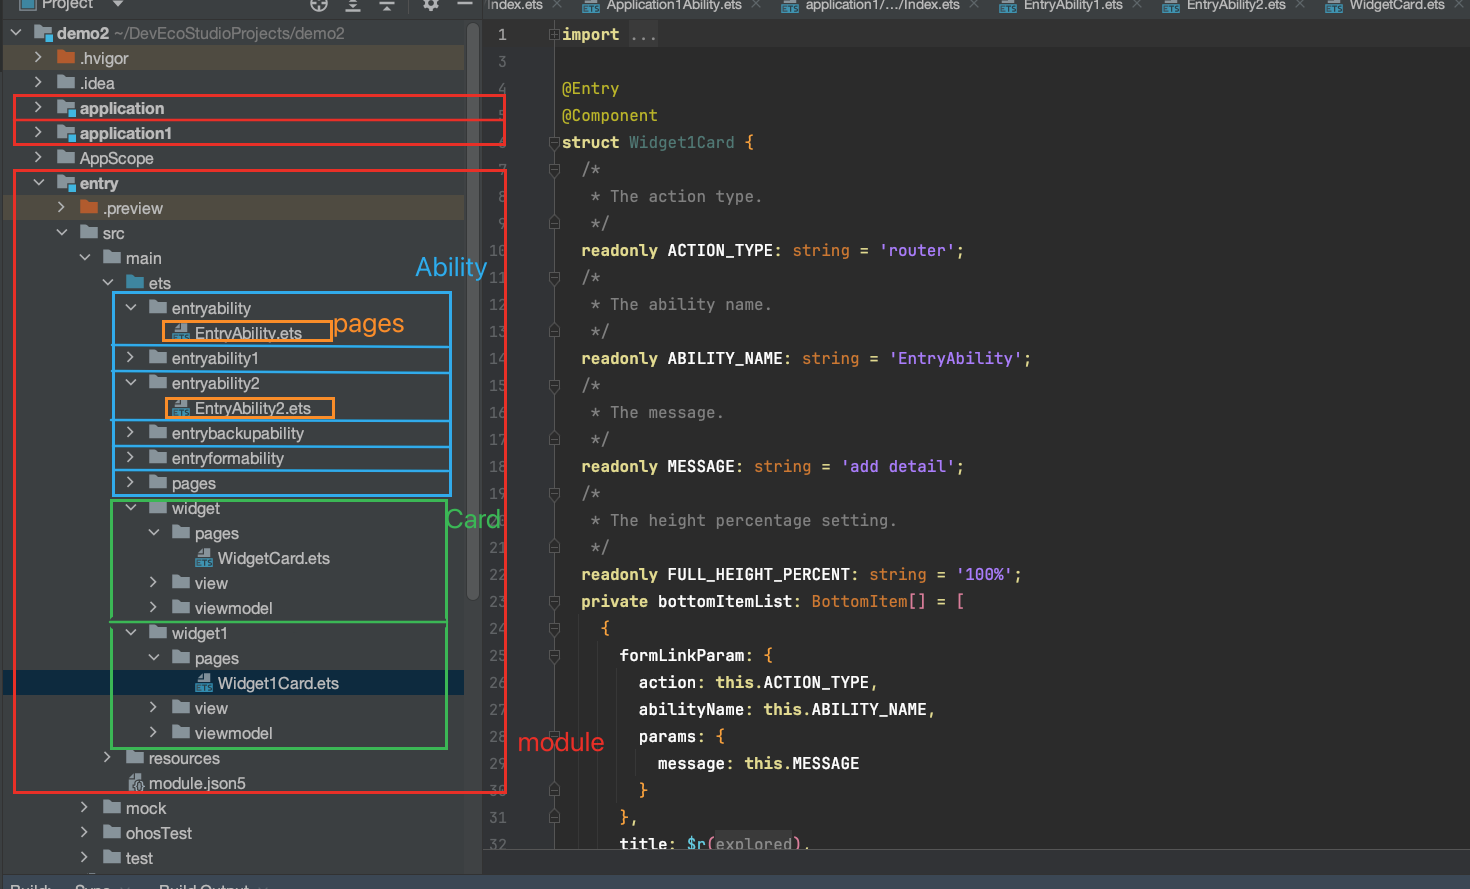 Project
Index.ets
Application1Ability.ets
application1/.../Index.ets
EntryAbility1.ets
EntryAbility2.ets
WidgetCard.ets
demo2 ~/DevEcoStudioProjects/demo2
.hvigor
.idea
application
application1
AppScope
entry
.preview
src
main
Ability
ets
entryability
EntryAbility.ets
pages
entryability1
entryability2
EntryAbility2.ets
entrybackupability
entryformability
pages
widget
Card
pages
WidgetCard.ets
view
viewmodel
widget1
pages
Widget1Card.ets
view
viewmodel
module
resources
module.json5
mock
ohosTest
test
1 import ...
3
4 @Entry
5 @Component
6 struct Widget1Card {
7 /*
8 * The action type.
9 */
10 readonly ACTION_TYPE: string = 'router';
11 /*
12 * The ability name.
13 */
14 readonly ABILITY_NAME: string = 'EntryAbility';
15 /*
16 * The message.
17 */
18 readonly MESSAGE: string = 'add detail';
19 /*
20 * The height percentage setting.
21 */
22 readonly FULL_HEIGHT_PERCENT: string = '100%';
23 private bottomItemList: BottomItem[] = [
24 {
25 formLinkParam: {
26 action: this.ACTION_TYPE,
27 abilityName: this.ABILITY_NAME,
28 params: {
29 message: this.MESSAGE
30 }
31 },
32 title: $r(explored),
Build: Sync Build Output